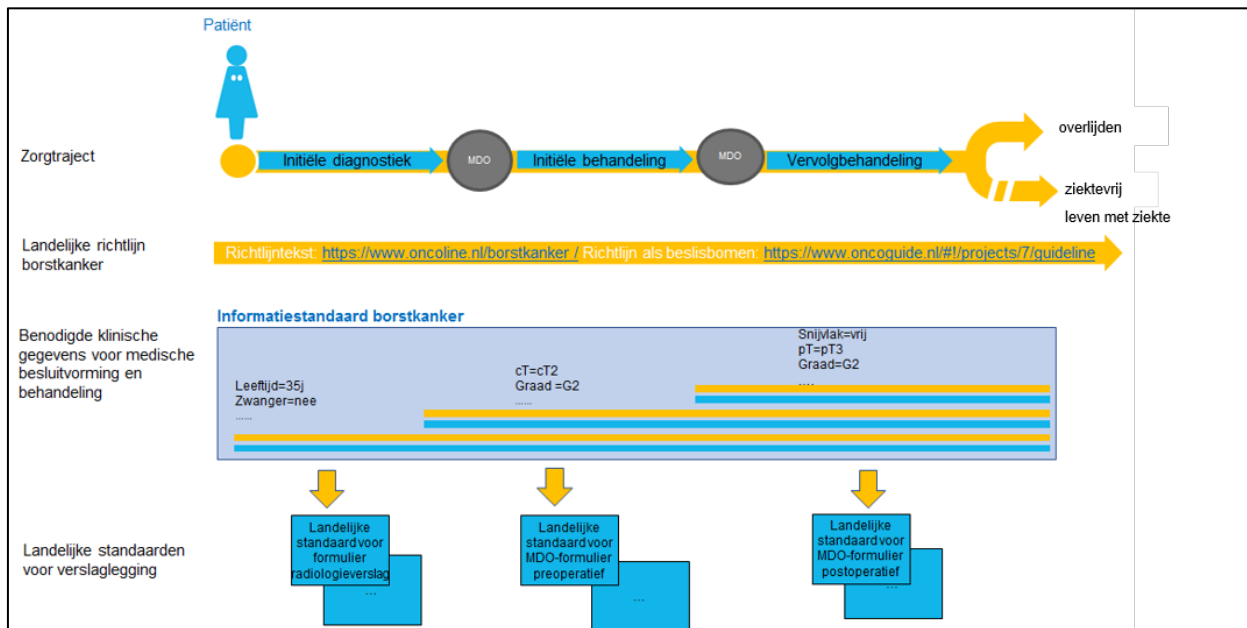 Patiënt
Zorgtraject
Initiële diagnostiek
MDO
Initiële behandeling
MDO
Vervolgbehandeling
overlijden
ziektevrij
leven met ziekte
Landelijke richtlijn
borstkanker
Richtlijntekst: https://www.oncoline.nl/borstkanker / Richtlijn als beslisbomen: https://www.oncoguide.nl/#!/projects/7/guideline
Benodigde klinische
gegevens voor medische
besluitvorming en
behandeling
Informatiestandaard borstkanker
Leeftijd=35j
Zwanger=nee
......
cT=cT2
Graad =G2
......
Snijvlak=vrij
pT=pT3
Graad=G2
....
Landelijke standaarden
voor verslaglegging
Landelijke
standaard voor
formulier
radiologieverslag
...
Landelijke
standaard voor
MDO-formulier
preoperatief
...
Landelijke
standaard voor
MDO-formulier
postoperatief
...